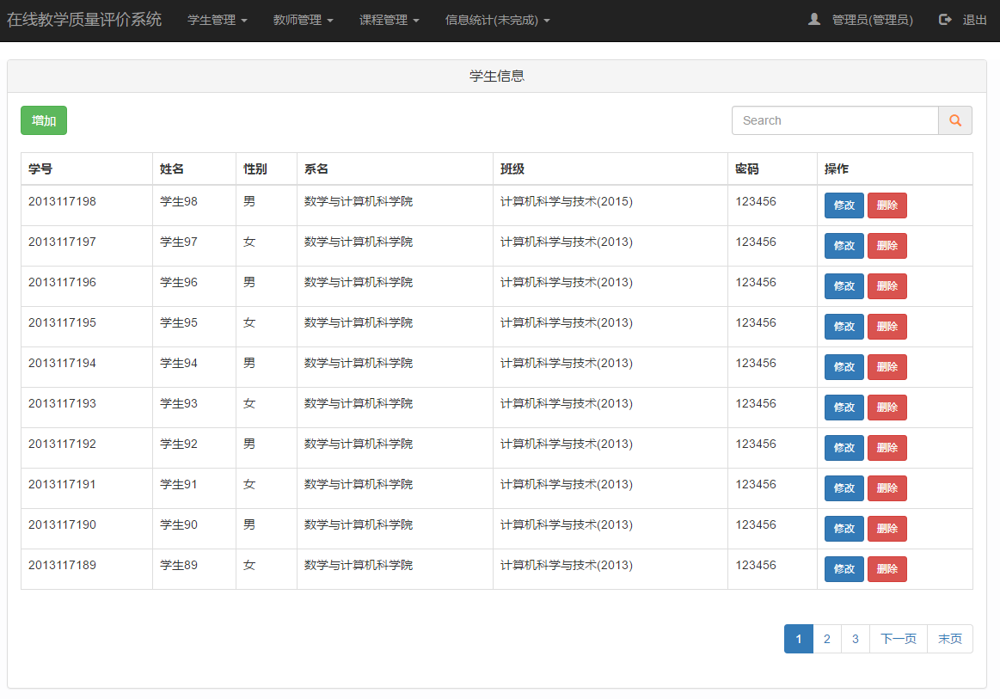 在线教学质量评价系统 学生管理 教师管理 课程管理 信息统计(未完成) 管理员(管理员) 退出
学生信息
增加 Search
学号 姓名 性别 系名 班级 密码 操作
2013117198 学生98 男 数学与计算机科学院 计算机科学与技术(2015) 123456 修改 删除
2013117197 学生97 女 数学与计算机科学院 计算机科学与技术(2013) 123456 修改 删除
2013117196 学生96 男 数学与计算机科学院 计算机科学与技术(2013) 123456 修改 删除
2013117195 学生95 女 数学与计算机科学院 计算机科学与技术(2013) 123456 修改 删除
2013117194 学生94 男 数学与计算机科学院 计算机科学与技术(2013) 123456 修改 删除
2013117193 学生93 女 数学与计算机科学院 计算机科学与技术(2013) 123456 修改 删除
2013117192 学生92 男 数学与计算机科学院 计算机科学与技术(2013) 123456 修改 删除
2013117191 学生91 女 数学与计算机科学院 计算机科学与技术(2013) 123456 修改 删除
2013117190 学生90 男 数学与计算机科学院 计算机科学与技术(2013) 123456 修改 删除
2013117189 学生89 女 数学与计算机科学院 计算机科学与技术(2013) 123456 修改 删除
1 2 3 下一页 末页